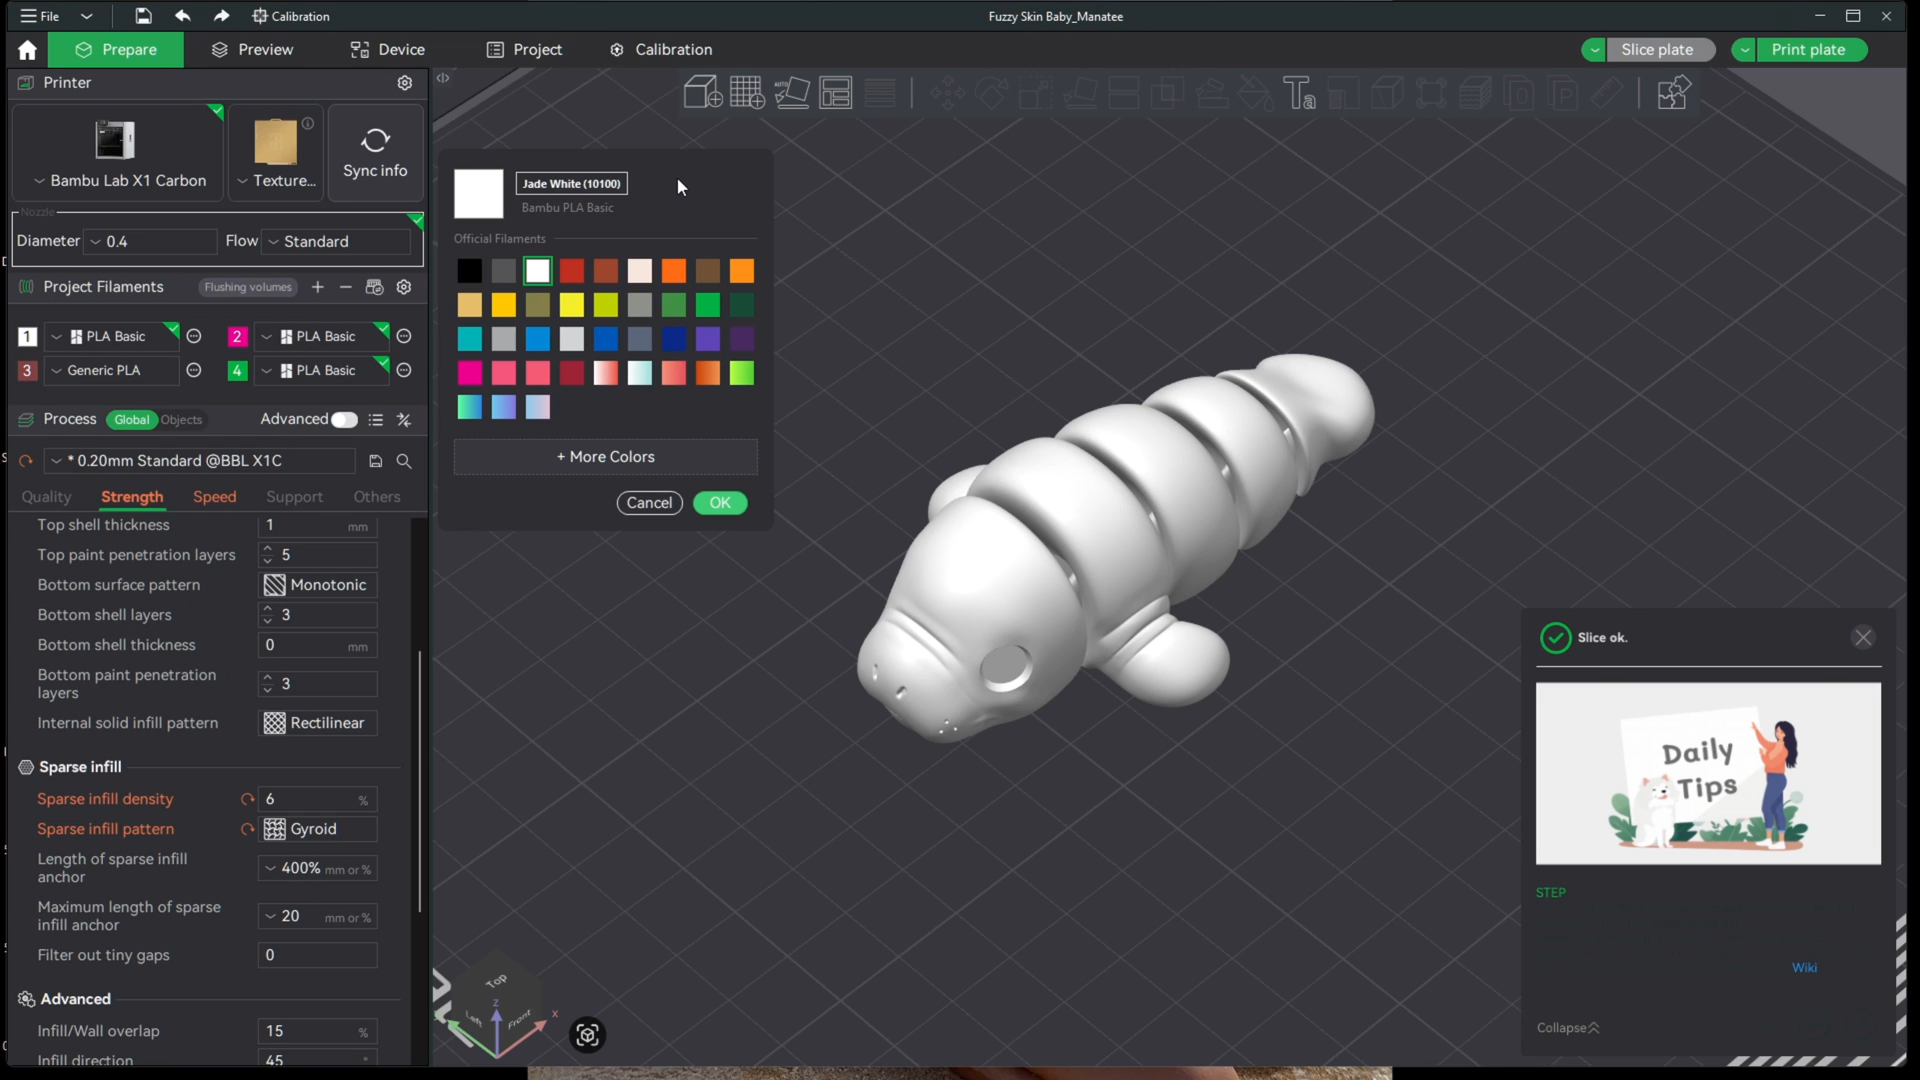 File
Calibration
Fuzzy Skin Baby_Manatee
Prepare
Preview
Device
Project
Calibration
Slice plate
Print plate
Printer
Bambu Lab X1 Carbon
Texture...
Sync info
Nozzle
Diameter
0.4
Flow
Standard
Project Filaments
Flushing volumes
1
PLA Basic
2
PLA Basic
3
Generic PLA
4
PLA Basic
Process
Global
Objects
Advanced
* 0.20mm Standard @BBL X1C
Quality
Strength
Speed
Support
Others
Top shell thickness
1
mm
Top paint penetration layers
5
Bottom surface pattern
Monotonic
Bottom shell layers
3
Bottom shell thickness
0
mm
Bottom paint penetration
layers
3
Internal solid infill pattern
Rectilinear
Sparse infill
Sparse infill density
6
%
Sparse infill pattern
Gyroid
Length of sparse infill
anchor
400%
mm or %
Maximum length of sparse
infill anchor
20
mm or %
Filter out tiny gaps
0
Advanced
Infill/Wall overlap
15
%
Infill direction
45
°
AUTO
Ta
Jade White (10100)
Bambu PLA Basic
Official Filaments
+ More Colors
Cancel
OK
Top
Left
Front
Z
X
Slice ok.
Daily
Tips
STEP
Wiki
Collapse